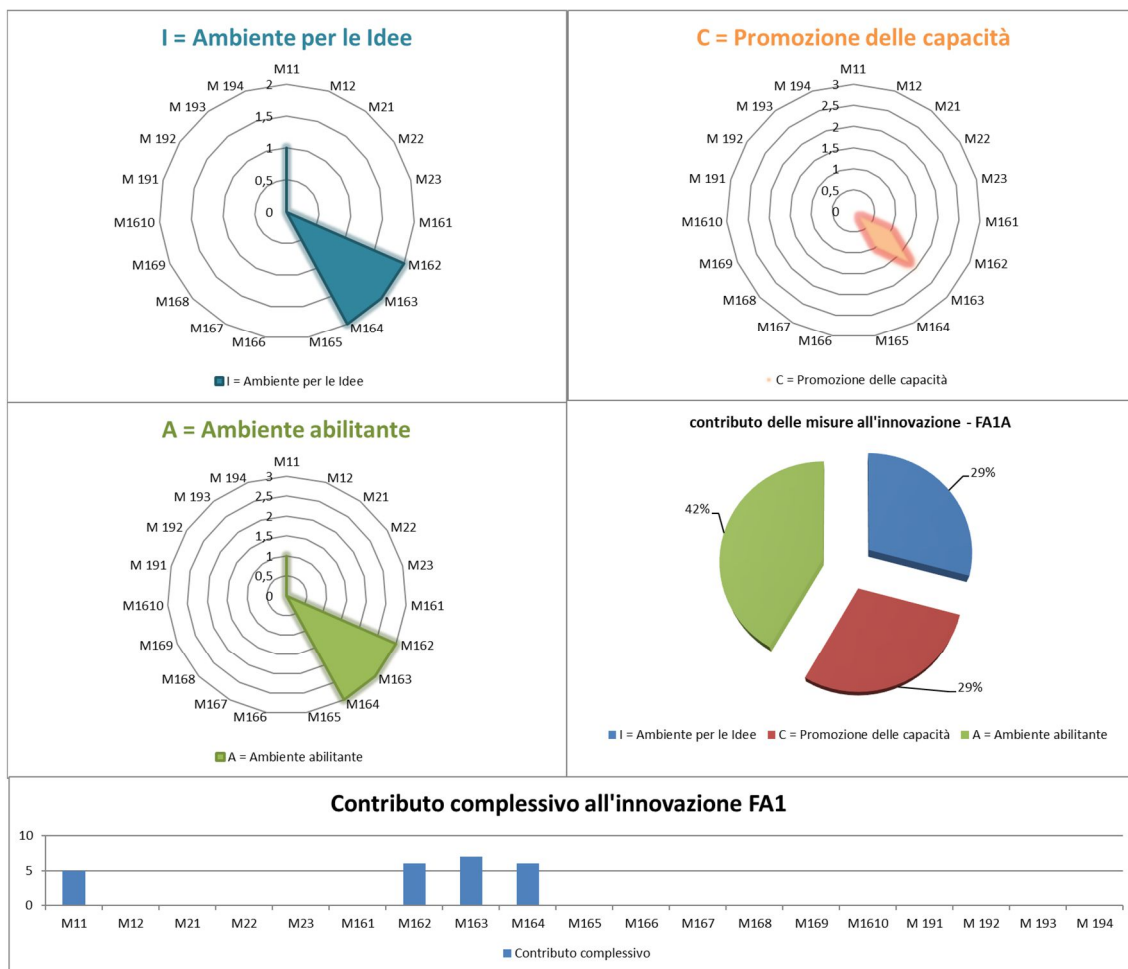 I = Ambiente per le Idee
M11
M12
M21
M22
M23
M161
M162
M163
M164
M165
M166
M167
M168
M169
M1610
M 191
M 192
M 193
M 194
2
1,5
1
0,5
0
I = Ambiente per le Idee
C = Promozione delle capacità
M11
M12
M21
M22
M23
M161
M162
M163
M164
M165
M166
M167
M168
M169
M1610
M 191
M 192
M 193
M 194
3
2,5
2
1,5
1
0,5
0
C = Promozione delle capacità
A = Ambiente abilitante
M11
M12
M21
M22
M23
M161
M162
M163
M164
M165
M166
M167
M168
M169
M1610
M 191
M 192
M 193
M 194
3
2,5
2
1,5
1
0,5
0
A = Ambiente abilitante
contributo delle misure all'innovazione - FA1A
29%
42%
29%
I = Ambiente per le Idee C = Promozione delle capacità A = Ambiente abilitante
Contributo complessivo all'innovazione FA1
10
5
0
M11 M12 M21 M22 M23 M161 M162 M163 M164 M165 M166 M167 M168 M169 M1610 M 191 M 192 M 193 M 194
Contributo complessivo